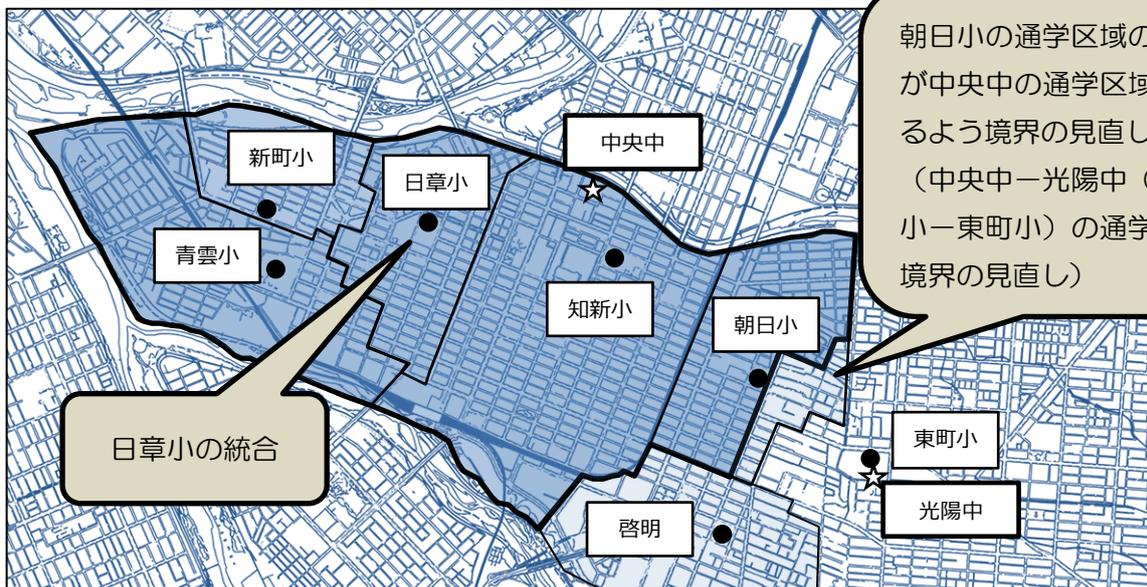 朝日小の通学区域の
が中央中の通学区域
るよう境界の見直し
（中央中－光陽中（
小－東町小）の通学
境界の見直し）
中央中
新町小
日章小
青雲小
知新小
朝日小
日章小の統合
東町小
光陽中
啓明